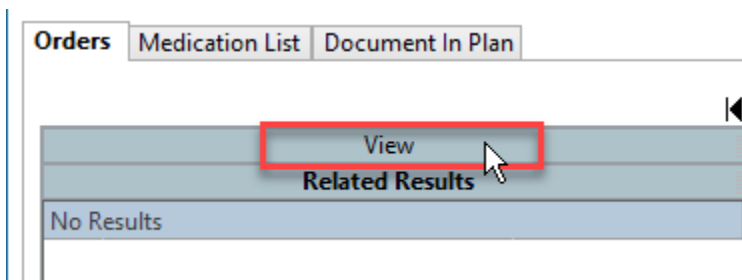 Orders Medication List Document In Plan
View
Related Results
No Results